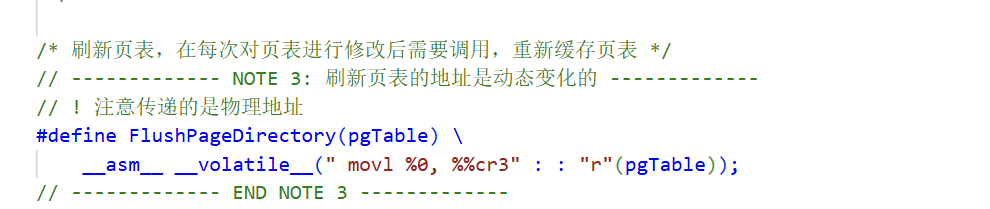 /* 刷新页表，在每次对页表进行修改后需要调用，重新缓存页表 */
// ------------- NOTE 3: 刷新页表的地址是动态变化的 -------------
// ! 注意传递的是物理地址
#define FlushPageDirectory(pgTable) \
    __asm__ __volatile__(" movl %0, %%cr3" : : "r"(pgTable));
// ------------- END NOTE 3 -------------